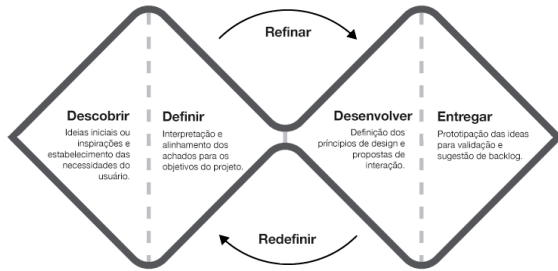 Refinar
Descobrir
Ideias iniciais ou
inspirações e
estabelecimento das
necessidades do
usuário.
Definir
Interpretação e
alinhamento dos
achados para os
objetivos do projeto.
Desenvolver
Definição dos
princípios de design e
propostas de
interação.
Entregar
Prototipação das ideias
para validação e
sugestão de backlog.
Redefinir